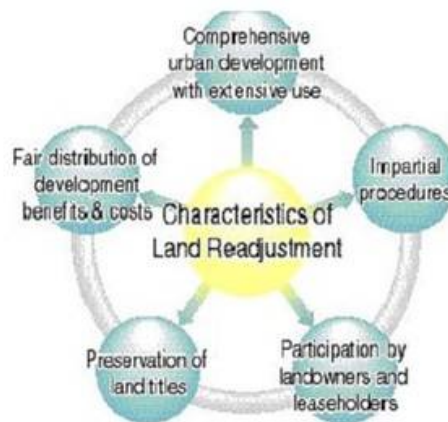 Comprehensive
urban development
with extensive use
Fair distribution of
development
benefits & costs
Impartial
procedures
Characteristics of
Land Readjustment
Preservation of
land titles
Participation by
landowners and
leaseholders